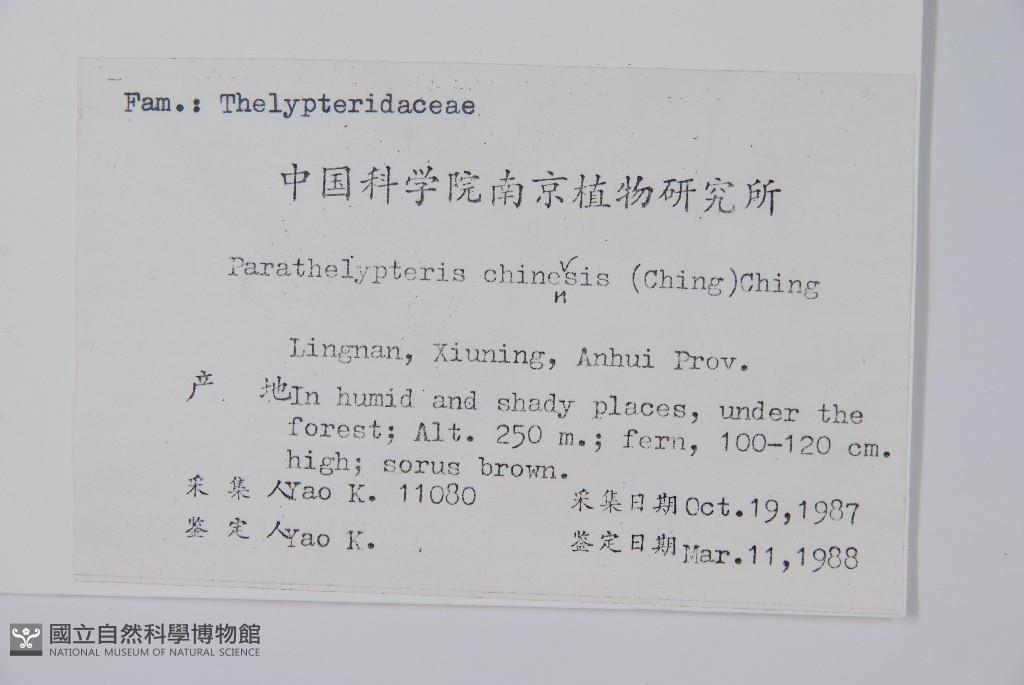 Fam.: Thelypteridaceae
中国科学院南京植物研究所
Parathelypteris chinesis (Ching)Ching
n
Lingnan, Xiuning, Anhui Prov.
产 地 In humid and shady places, under the
forest; Alt. 250 m.; fern, 100-120 cm.
high; sorus brown.
采集人 Yao K. 11080 采集日期 Oct.19,1987
鉴定人 Yao K. 鉴定日期 Mar.11,1988
國立自然科學博物館
NATIONAL MUSEUM OF NATURAL SCIENCE